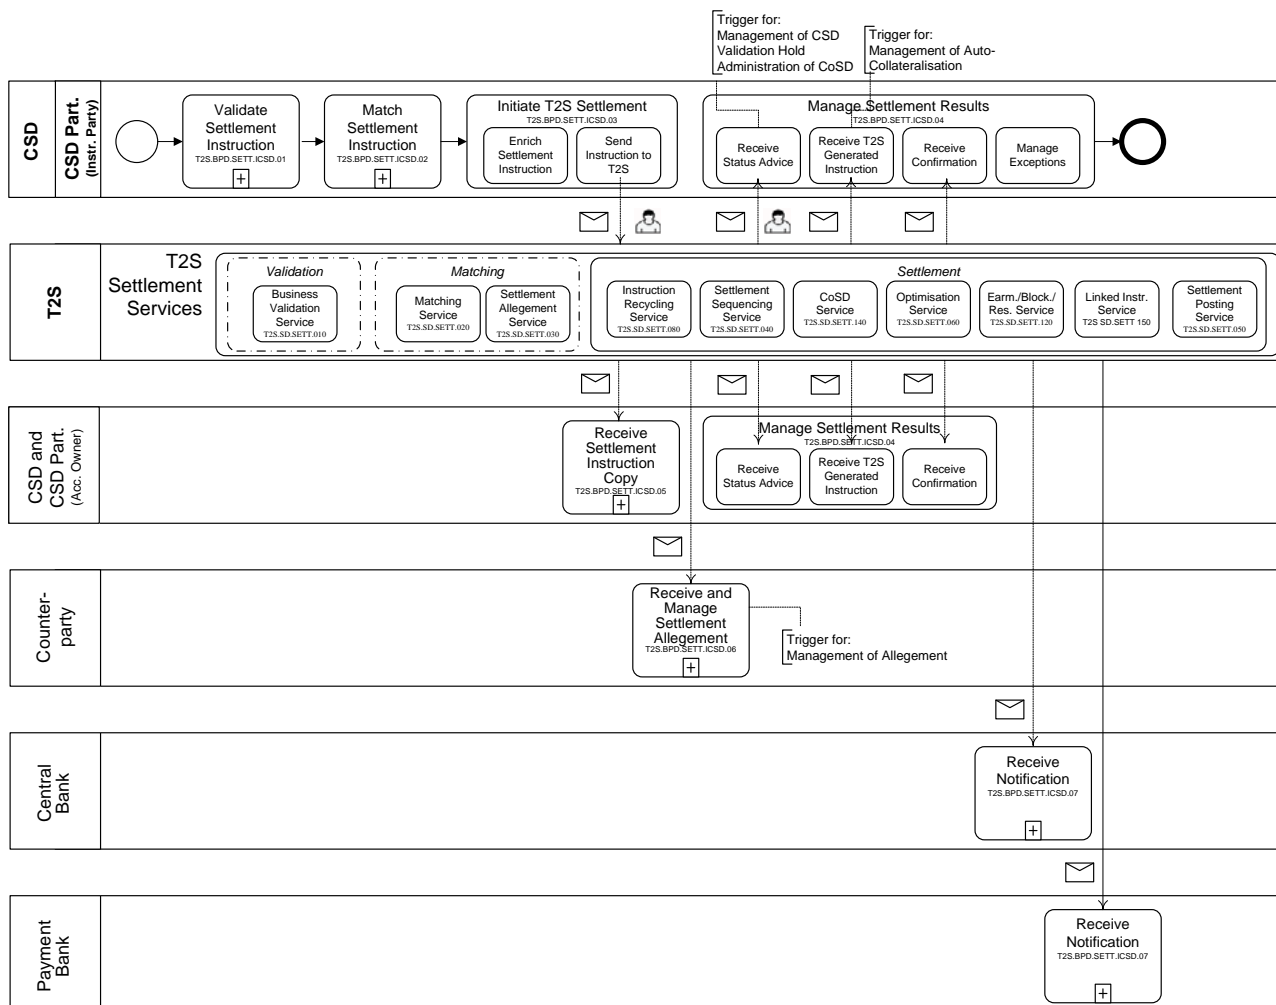 Trigger for:
Management of CSD
Validation Hold
Administration of CoSD
Trigger for:
Management of Auto-
Collateralisation
CSD
CSD Part.
(Instr. Party)
Validate
Settlement
Instruction
T2S.BPD.SETT.ICSD.01
+
Match
Settlement
Instruction
T2S.BPD.SETT.ICSD.02
+
Initiate T2S Settlement
T2S.BPD.SETT.ICSD.03
Enrich
Settlement
Instruction
Send
Instruction to
T2S
Manage Settlement Results
T2S.BPD.SETT.ICSD.04
Receive
Status Advice
Receive T2S
Generated
Instruction
Receive
Confirmation
Manage
Exceptions
T2S
T2S
Settlement
Services
Validation
Business
Validation
Service
T2S.SD.SETT.010
Matching
Matching
Service
T2S.SD.SETT.020
Settlement
Allegement
Service
T2S.SD.SETT.030
Settlement
Instruction
Recycling
Service
T2S.SD.SETT.080
Settlement
Sequencing
Service
T2S.SD.SETT.040
CoSD
Service
T2S.SD.SETT.140
Optimisation
Service
T2S.SD.SETT.060
Earm./Block./
Res. Service
T2S.SD.SETT.120
Linked Instr.
Service
T2S SD.SETT 150
Settlement
Posting
Service
T2S.SD.SETT.050
CSD and
CSD Part.
(Acc. Owner)
Receive
Settlement
Instruction
Copy
T2S.BPD.SETT.ICSD.05
+
Manage Settlement Results
T2S.BPD.SETT.ICSD.04
Receive
Status Advice
Receive T2S
Generated
Instruction
Receive
Confirmation
Counter-
party
Receive and
Manage
Settlement
Allegement
T2S.BPD.SETT.ICSD.06
+
Trigger for:
Management of Allegement
Central
Bank
Receive
Notification
T2S.BPD.SETT.ICSD.07
+
Payment
Bank
Receive
Notification
T2S.BPD.SETT.ICSD.07
+